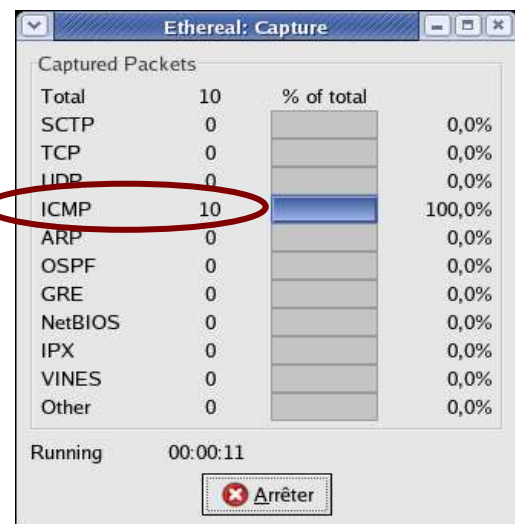 Ethereal: Capture
Captured Packets
Total 10 % of total
SCTP 0 0,0%
TCP 0 0,0%
UDP 0 0,0%
ICMP 10 100,0%
ARP 0 0,0%
OSPF 0 0,0%
GRE 0 0,0%
NetBIOS 0 0,0%
IPX 0 0,0%
VINES 0 0,0%
Other 0 0,0%
Running 00:00:11
Arrêter